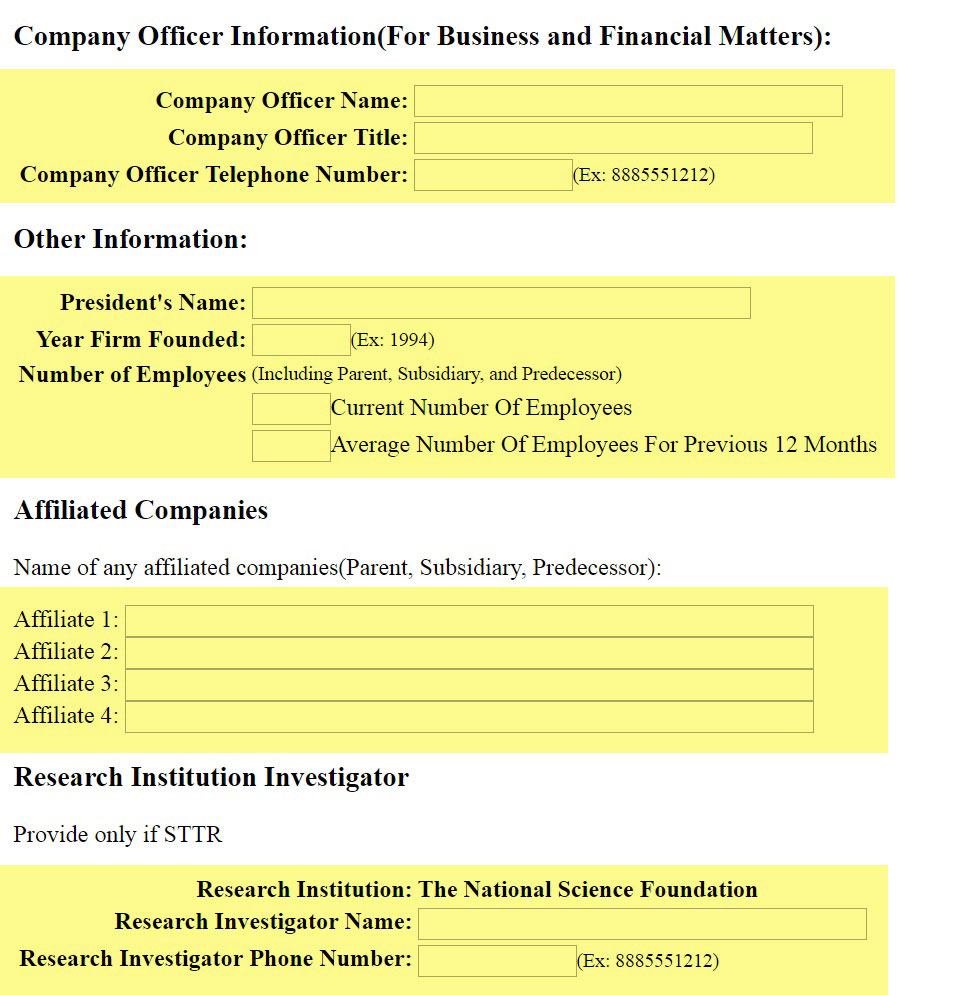 Company Officer Information(For Business and Financial Matters):
Company Officer Name:
Company Officer Title:
Company Officer Telephone Number: (Ex: 8885551212)
Other Information:
President's Name:
Year Firm Founded: (Ex: 1994)
Number of Employees (Including Parent, Subsidiary, and Predecessor)
Current Number Of Employees
Average Number Of Employees For Previous 12 Months
Affiliated Companies
Name of any affiliated companies(Parent, Subsidiary, Predecessor):
Affiliate 1:
Affiliate 2:
Affiliate 3:
Affiliate 4:
Research Institution Investigator
Provide only if STTR
Research Institution: The National Science Foundation
Research Investigator Name:
Research Investigator Phone Number: (Ex: 8885551212)